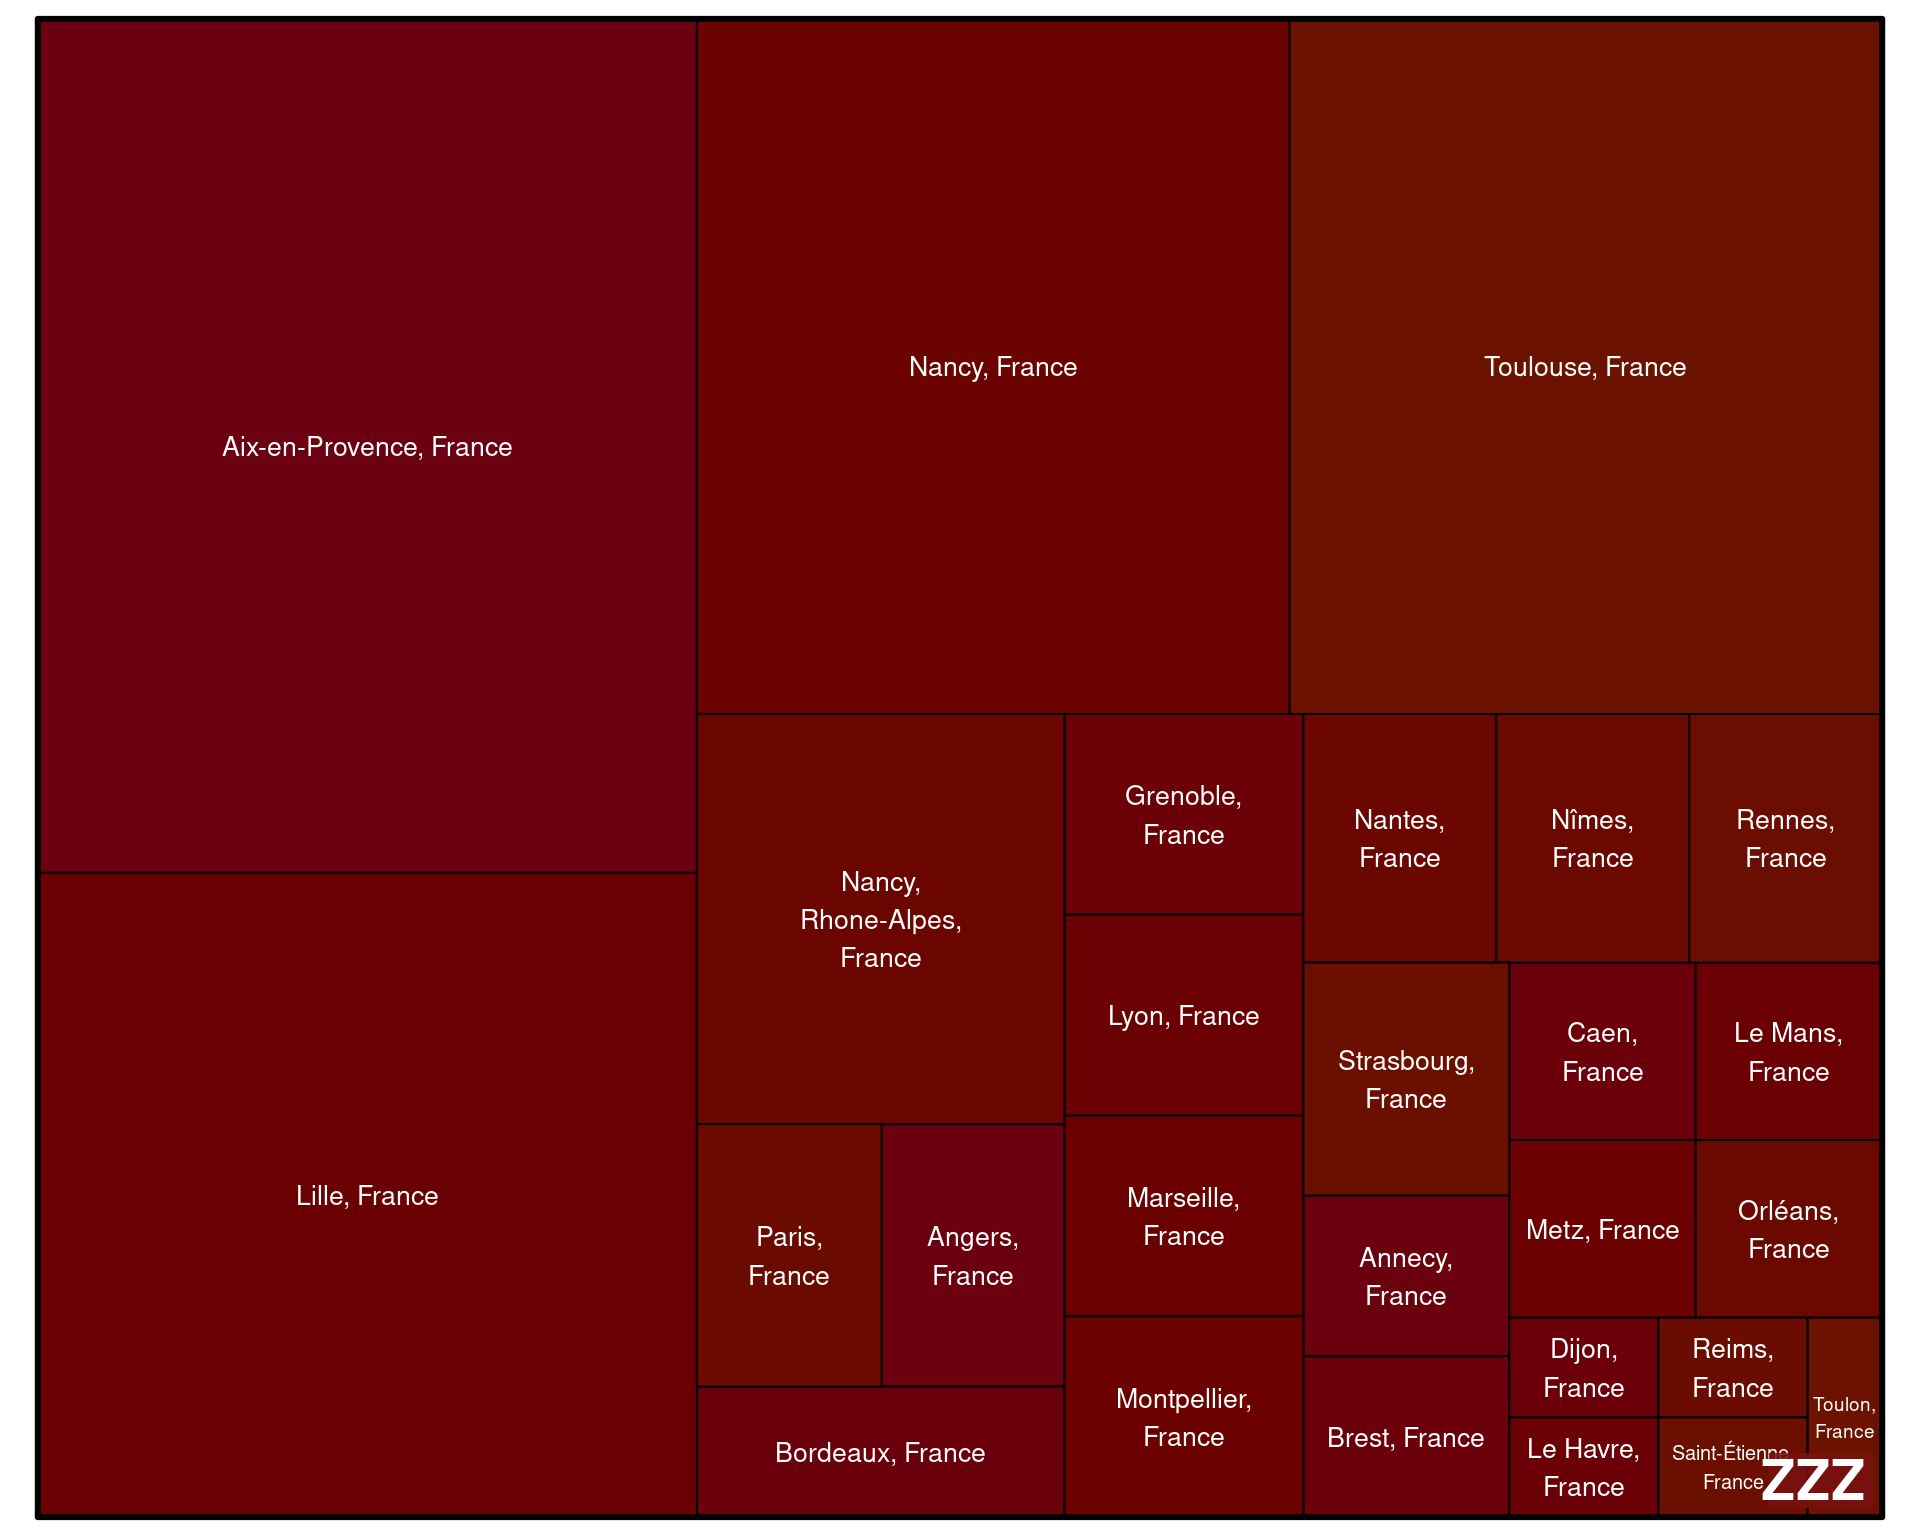 Aix-en-Provence, France
Nancy, France
Toulouse, France
Lille, France
Nancy,
Rhone-Alpes,
France
Grenoble,
France
Nantes,
France
Nîmes,
France
Rennes,
France
Lyon, France
Strasbourg,
France
Caen,
France
Le Mans,
France
Paris,
France
Angers,
France
Marseille,
France
Annecy,
France
Metz, France
Orléans,
France
Bordeaux, France
Montpellier,
France
Brest, France
Dijon,
France
Reims,
France
Toulon,
France
Le Havre,
France
Saint-Étienne,
France
ZZZ